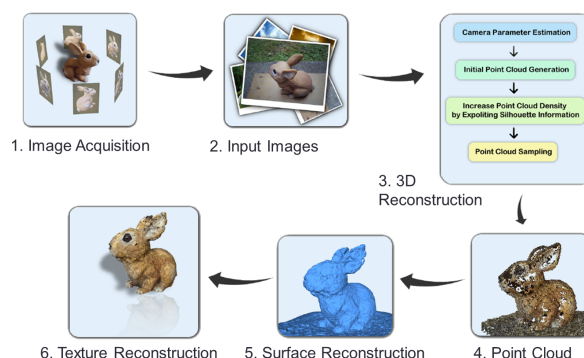 Camera Parameter Estimation
Initial Point Cloud Generation
Increase Point Cloud Density
by Expoliting Silhouette Information
Point Cloud Sampling
1. Image Acquisition
2. Input Images
3. 3D
Reconstruction
6. Texture Reconstruction
5. Surface Reconstruction
4. Point Cloud